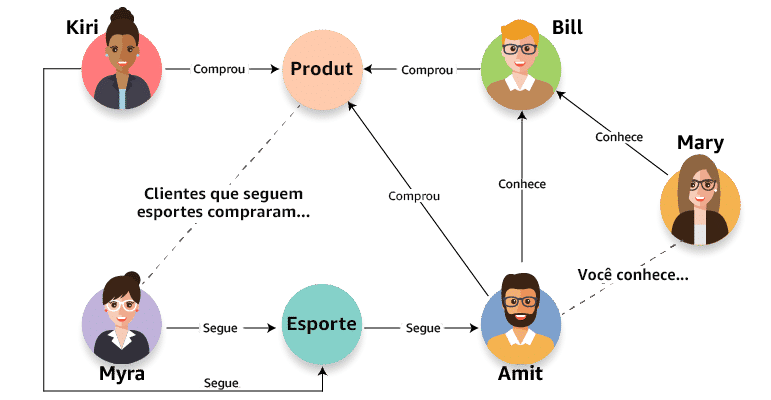 Kiri
Bill
Comprou
Produt
Comprou
Conhece
Mary
Clientes que seguem
esportes compraram...
Comprou
Conhece
Você conhece...
Segue
Esporte
Segue
Myra
Amit
Segue